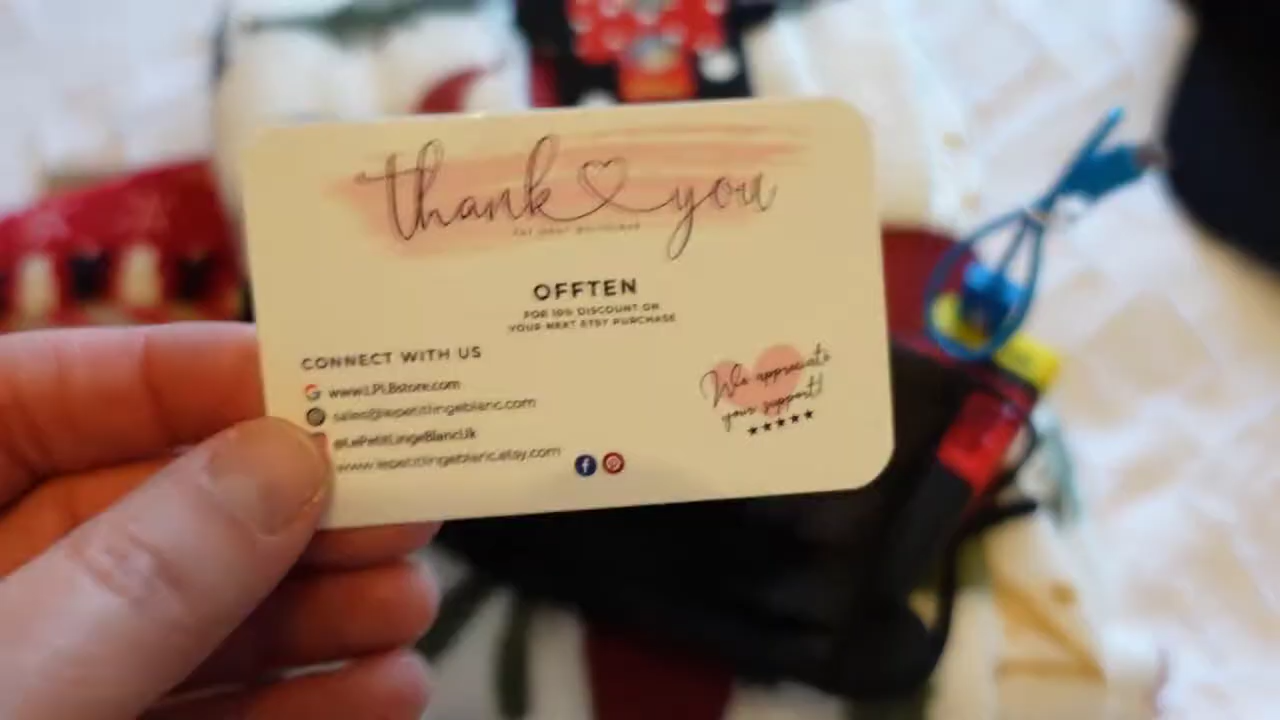 thank you
OFFTEN
FOR 10% DISCOUNT ON
YOUR NEXT ETSY PURCHASE
CONNECT WITH US
www.LPLBstore.com
sales@lepetitlingeblanc.com
@LePetitLingeBlancUk
www.lepetitlingeblanc.etsy.com
We appreciate
your support!